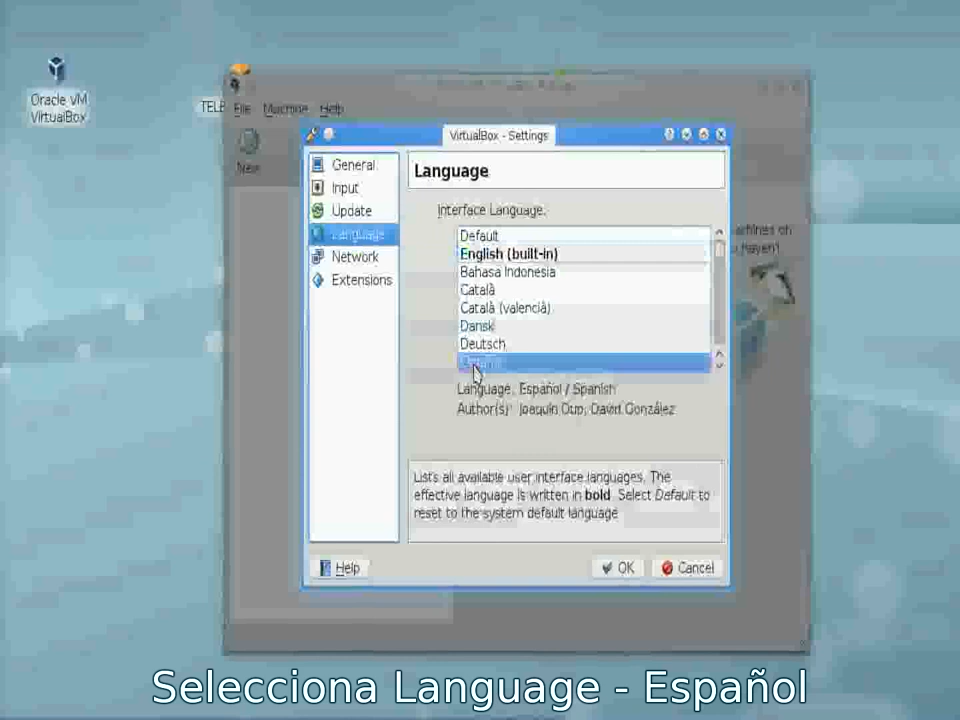 Oracle VM
VirtualBox
TELE
File Machine Help
New
VirtualBox - Settings
General
Input
Update
Language
Network
Extensions
Language
Interface Language:
Default
English (built-in)
Bahasa Indonesia
Català
Català (valencià)
Dansk
Deutsch
Español
Language: Español / Spanish
Author(s):
David González
Lists all available user interface languages. The
effective language is written in bold. Select Default to
reset to the system default language
Help
OK
Cancel
Selecciona Language - Español